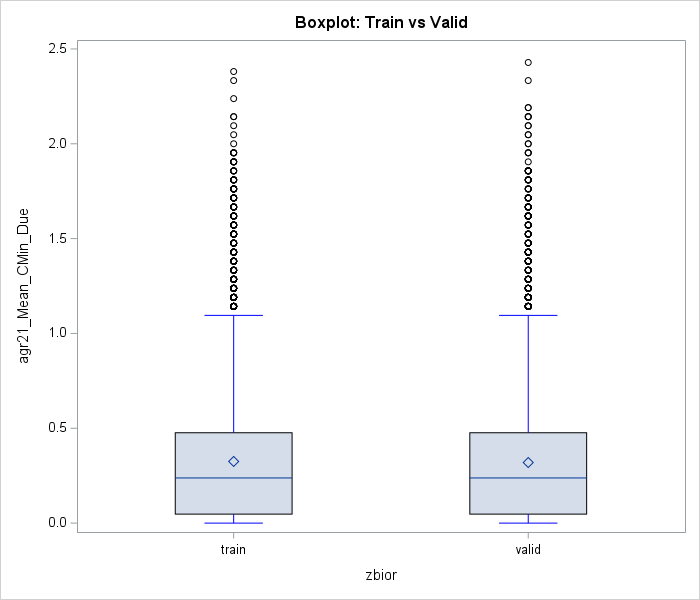 Boxplot: Train vs Valid
2.5
2.0
1.5
1.0
0.5
0.0
agr21_Mean_CMin_Due
train
valid
zbior